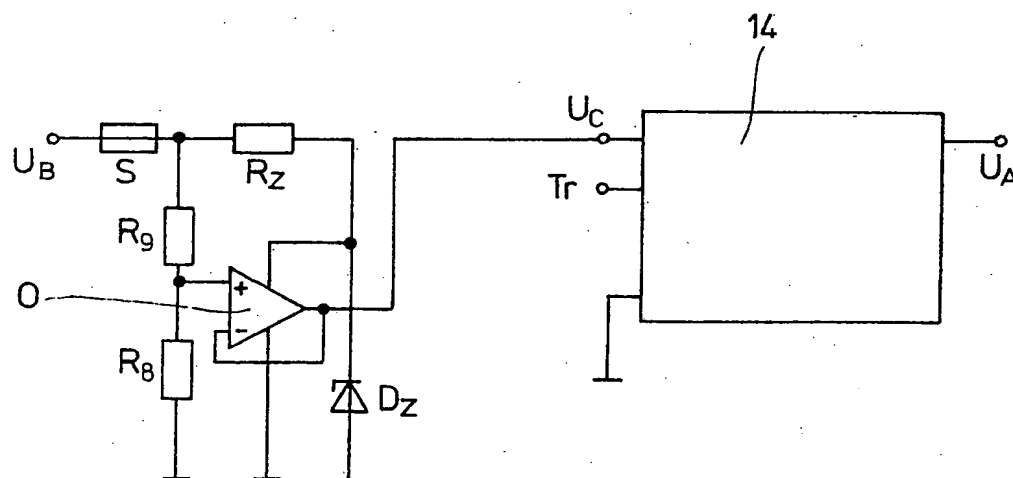 14
U_B
S
R_Z
U_C
U_A
Tr
R_9
+
O
-
R_8
D_Z